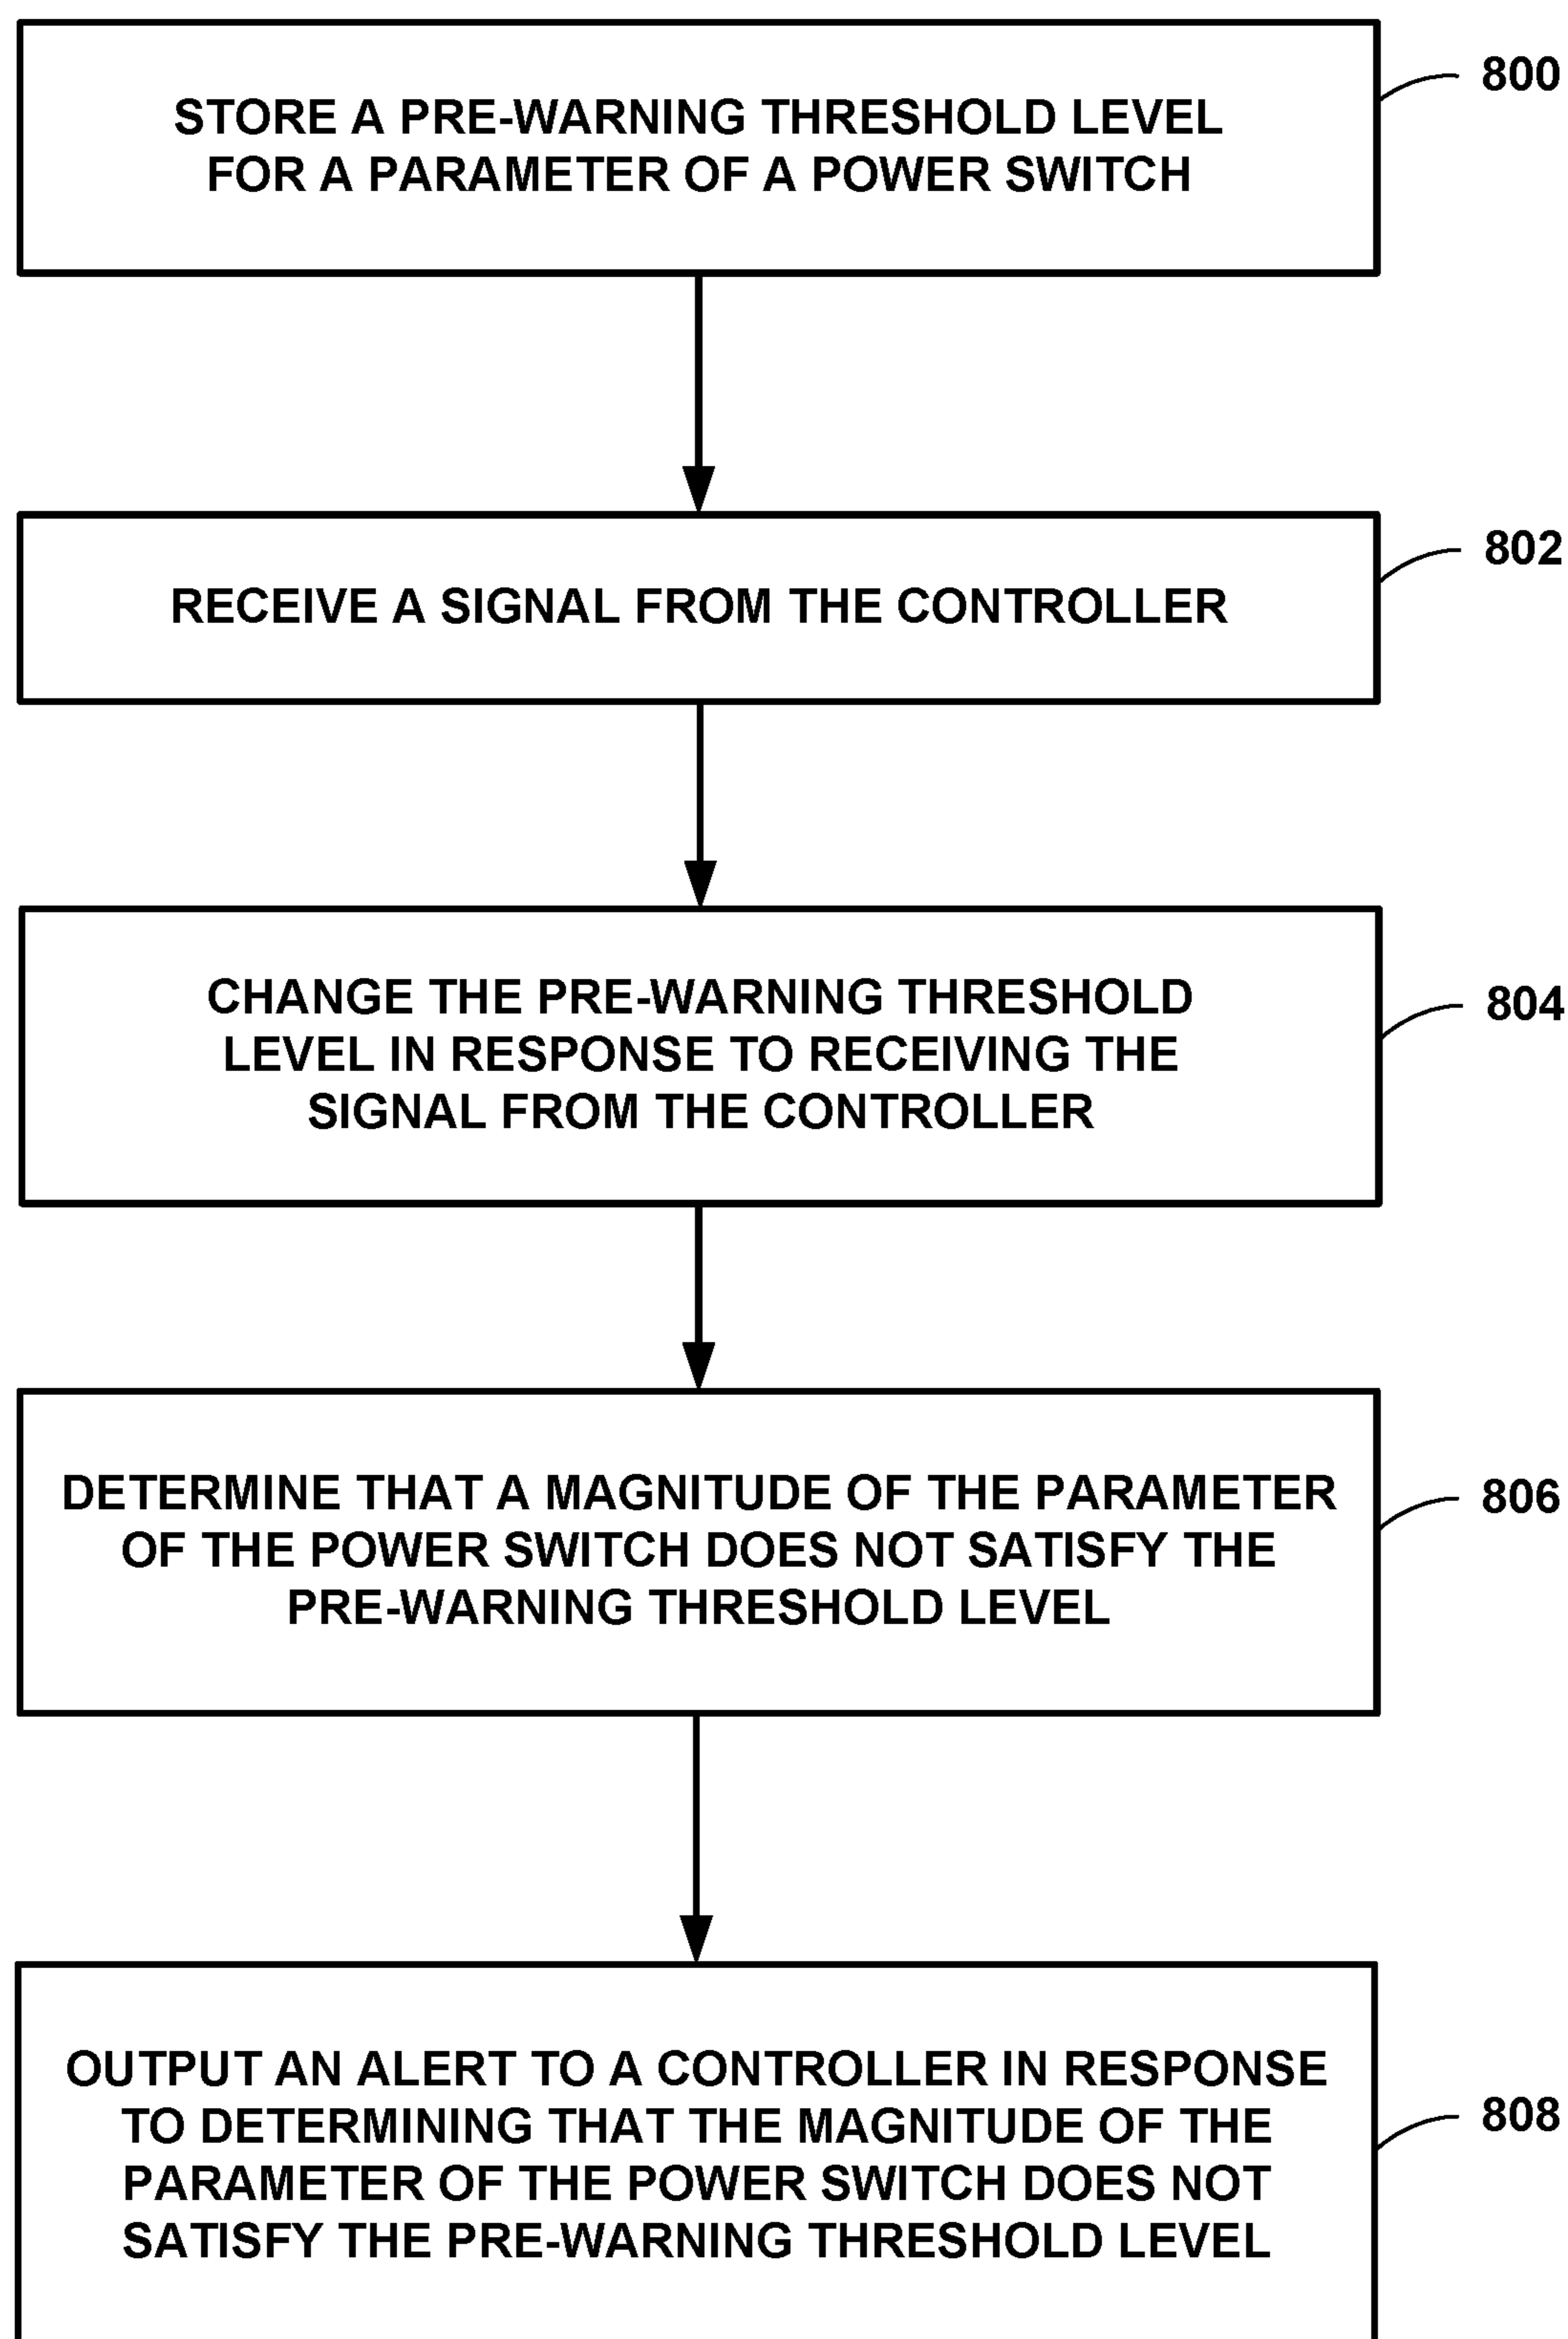 STORE A PRE-WARNING THRESHOLD LEVEL
FOR A PARAMETER OF A POWER SWITCH
800
RECEIVE A SIGNAL FROM THE CONTROLLER
802
CHANGE THE PRE-WARNING THRESHOLD
LEVEL IN RESPONSE TO RECEIVING THE
SIGNAL FROM THE CONTROLLER
804
DETERMINE THAT A MAGNITUDE OF THE PARAMETER
OF THE POWER SWITCH DOES NOT SATISFY THE
PRE-WARNING THRESHOLD LEVEL
806
OUTPUT AN ALERT TO A CONTROLLER IN RESPONSE
TO DETERMINING THAT THE MAGNITUDE OF THE
PARAMETER OF THE POWER SWITCH DOES NOT
SATISFY THE PRE-WARNING THRESHOLD LEVEL
808